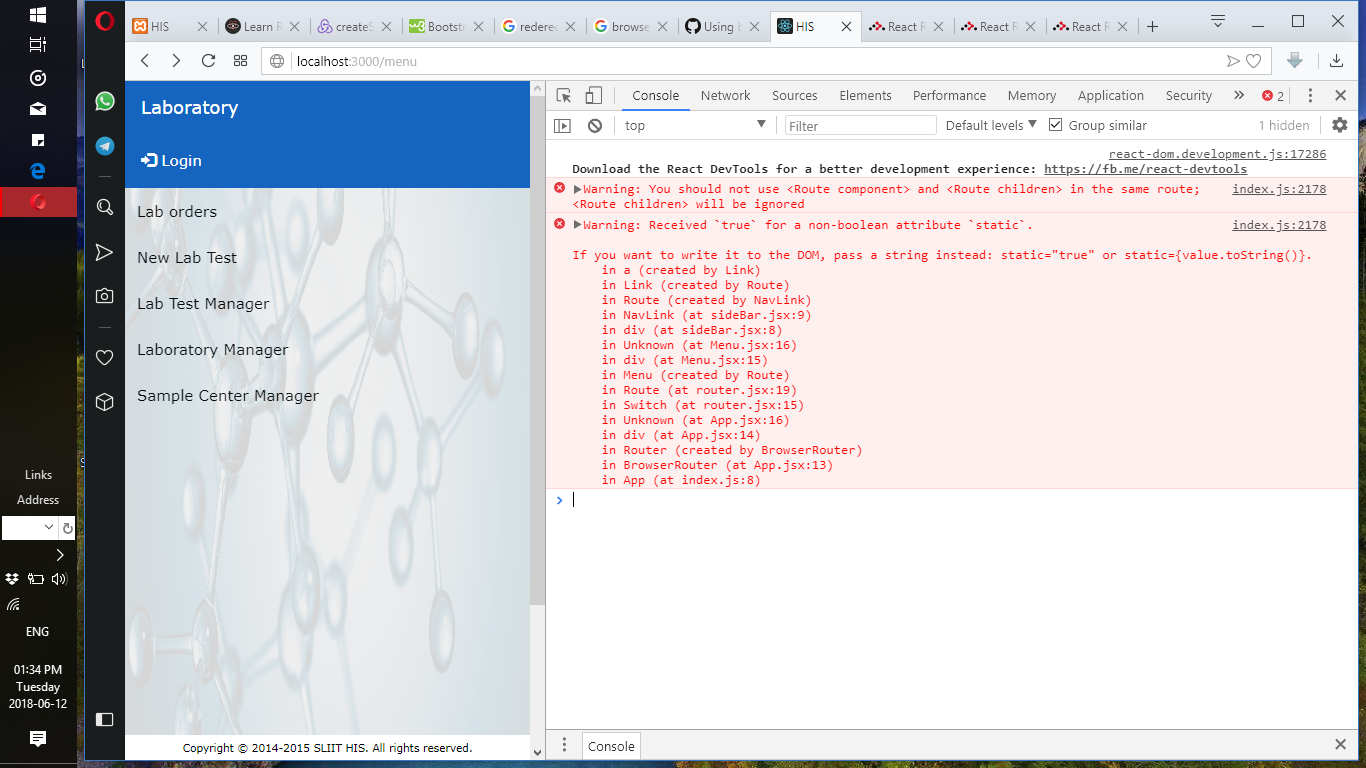 HIS
Learn R
createS
Bootstr
redered
browse
Using b
HIS
React R
React R
React R
localhost:3000/menu
Laboratory
Login
Lab orders
New Lab Test
Lab Test Manager
Laboratory Manager
Sample Center Manager
Copyright © 2014-2015 SLIIT HIS. All rights reserved.
Console
Network
Sources
Elements
Performance
Memory
Application
Security
2
top
Filter
Default levels
Group similar
1 hidden
react-dom.development.js:17286
Download the React DevTools for a better development experience: https://fb.me/react-devtools
Warning: You should not use <Route component> and <Route children> in the same route; index.js:2178
<Route children> will be ignored
Warning: Received `true` for a non-boolean attribute `static`. index.js:2178
If you want to write it to the DOM, pass a string instead: static="true" or static={value.toString()}.
in a (created by Link)
in Link (created by Route)
in Route (created by NavLink)
in NavLink (at sideBar.jsx:9)
in div (at sideBar.jsx:8)
in Unknown (at Menu.jsx:16)
in div (at Menu.jsx:15)
in Menu (created by Route)
in Route (at router.jsx:19)
in Switch (at router.jsx:15)
in Unknown (at App.jsx:16)
in div (at App.jsx:14)
in Router (created by BrowserRouter)
in BrowserRouter (at App.jsx:13)
in App (at index.js:8)
Console
Links
Address
ENG
01:34 PM
Tuesday
2018-06-12